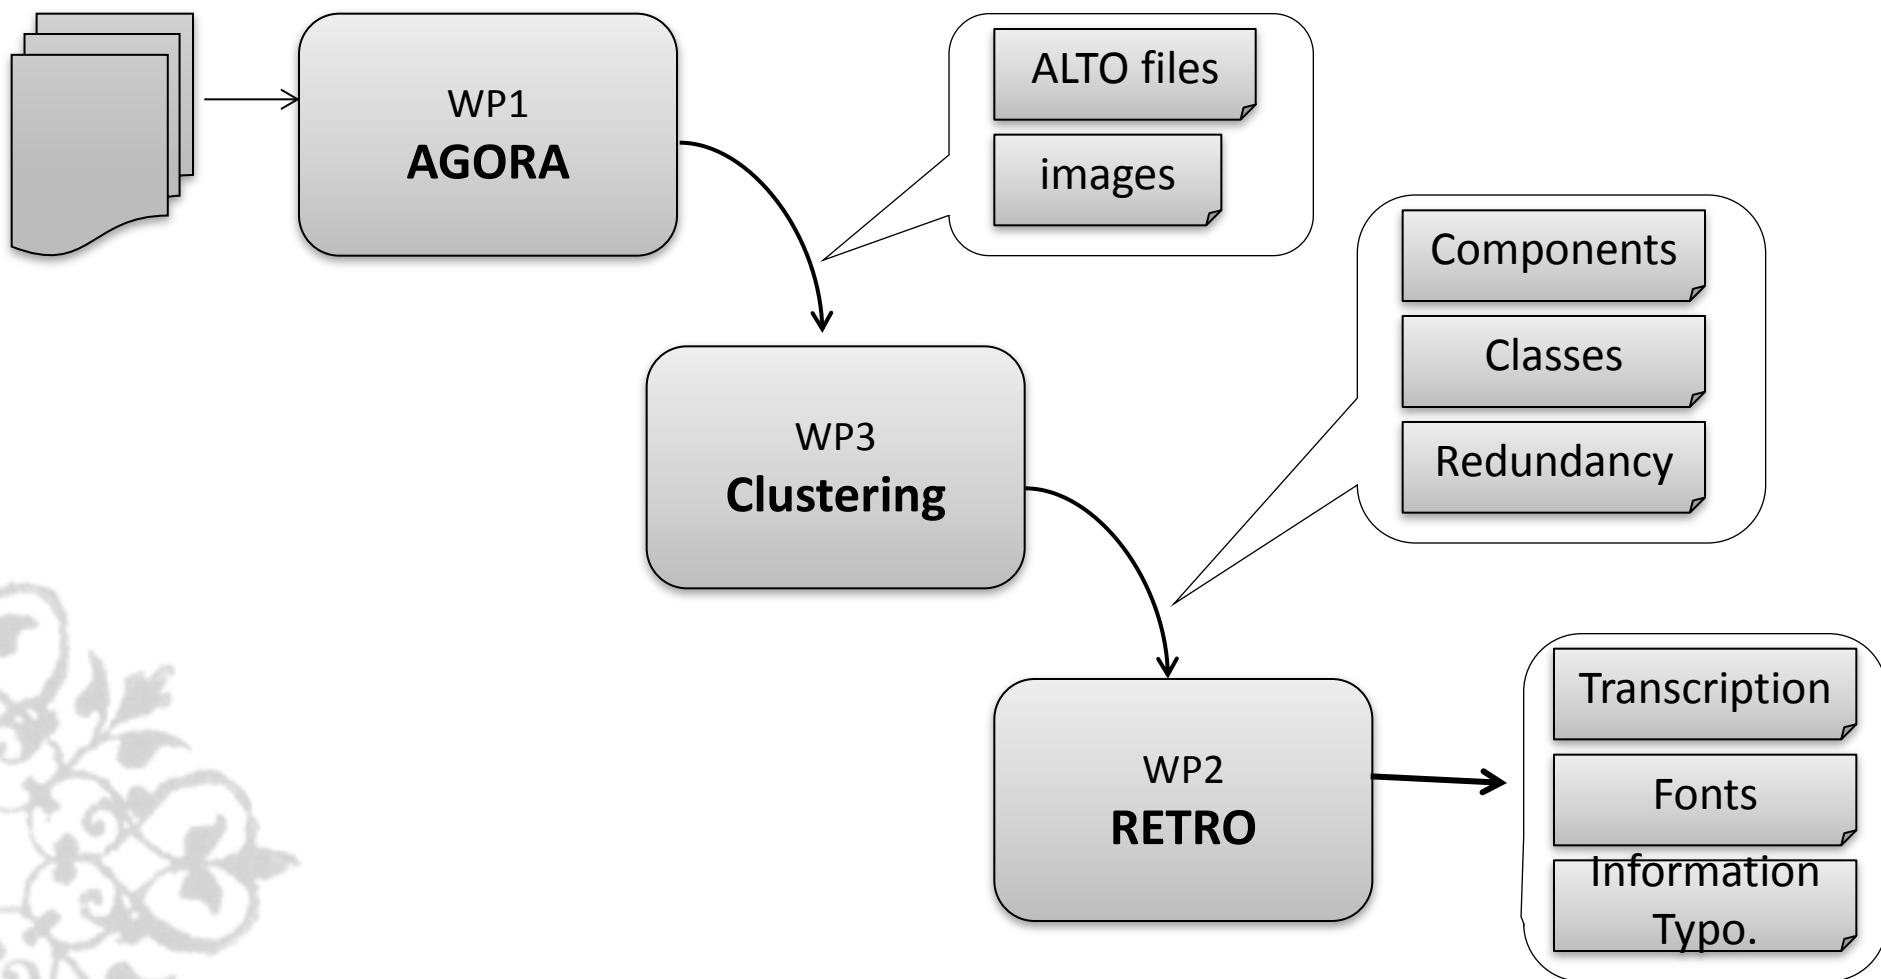 WP1
AGORA
ALTO files
images
WP3
Clustering
Components
Classes
Redundancy
WP2
RETRO
Transcription
Fonts
Information
Typo.